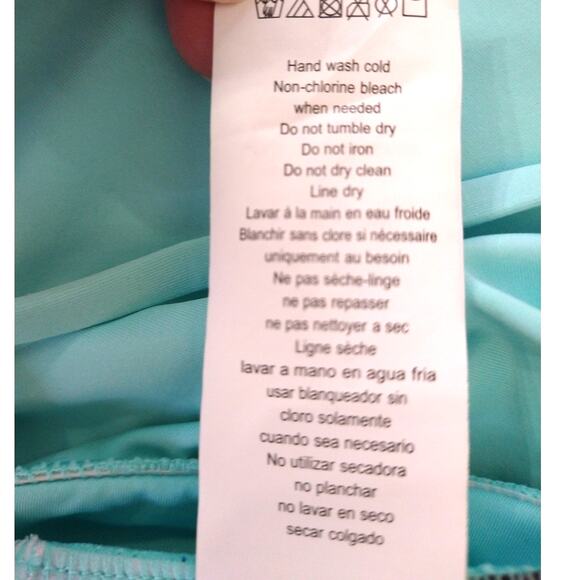 Hand wash cold
Non-chlorine bleach
when needed
Do not tumble dry
Do not iron
Do not dry clean
Line dry
Lavar á la main en eau froide
Blanchir sans clore si nécessaire
uniquement au besoin
Ne pas sèche-linge
ne pas repasser
ne pas nettoyer a sec
Ligne sèche
lavar a mano en agua fria
usar blanqueador sin
cloro solamente
cuando sea necesario
No utilizar secadora
no planchar
no lavar en seco
secar colgado